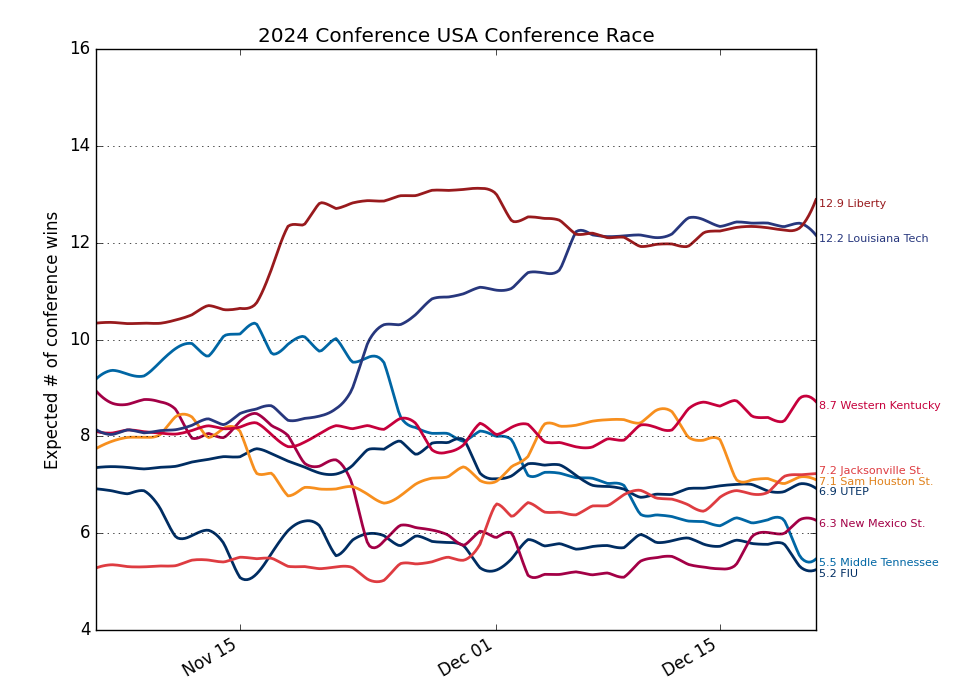 2024 Conference USA Conference Race
Expected # of conference wins
16
14
12
10
8
6
4
Nov 15
Dec 01
Dec 15
12.9 Liberty
12.2 Louisiana Tech
8.7 Western Kentucky
7.2 Jacksonville St.
7.1 Sam Houston St.
6.9 UTEP
6.3 New Mexico St.
5.5 Middle Tennessee
5.2 FIU